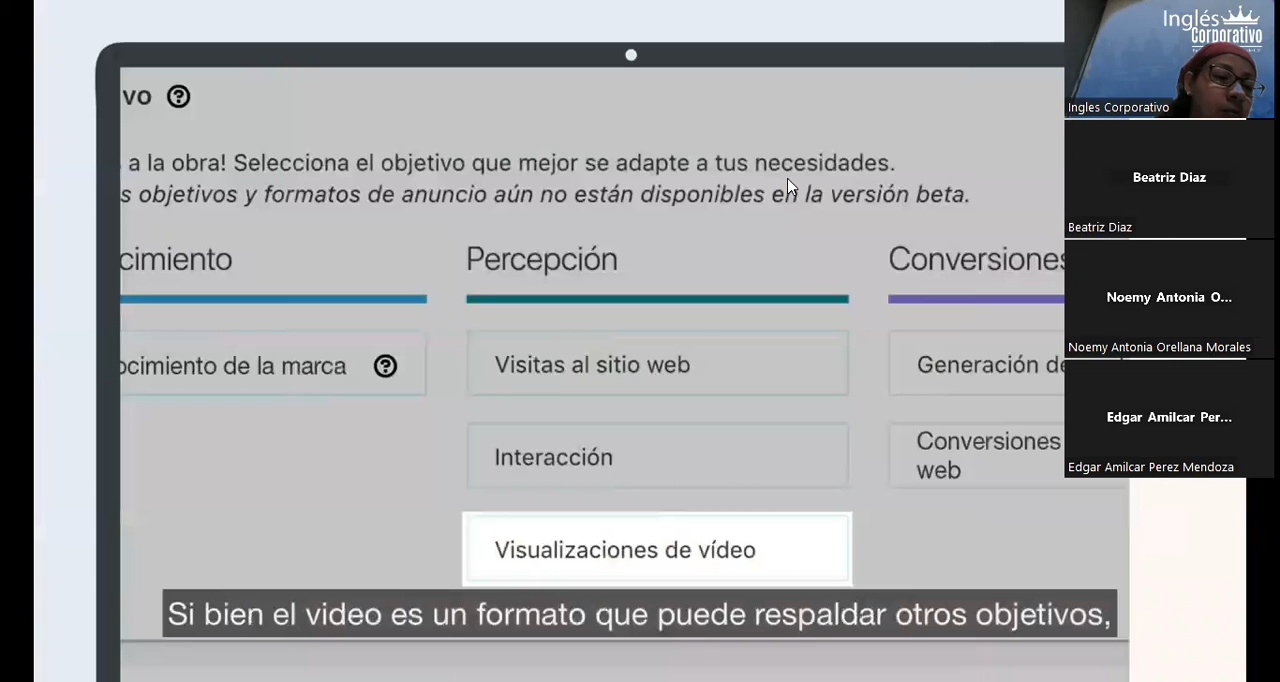 vo ?
a la obra! Selecciona el objetivo que mejor se adapte a tus necesidades.
s objetivos y formatos de anuncio aún no están disponibles en la versión beta.
cimiento
Percepción
Conversiones
ocimiento de la marca ?
Visitas al sitio web
Generación de
Interacción
Conversiones
web
Visualizaciones de vídeo
Si bien el video es un formato que puede respaldar otros objetivos,
Inglés
Corporativo
Ingles Corporativo
Beatriz Diaz
Beatriz Diaz
Noemy Antonia O...
Noemy Antonia Orellana Morales
Edgar Amilcar Per...
Edgar Amilcar Perez Mendoza